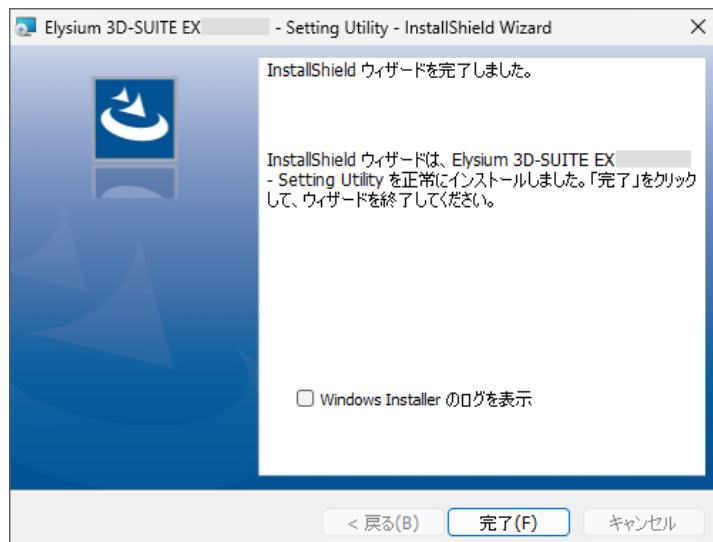 Elysium 3D-SUITE EX - Setting Utility - InstallShield Wizard
InstallShield ウィザードを完了しました。
InstallShield ウィザードは、Elysium 3D-SUITE EX
- Setting Utility を正常にインストールしました。「完了」をクリック
して、ウィザードを終了してください。
Windows Installer のログを表示
< 戻る(B)
完了(F)
キャンセル